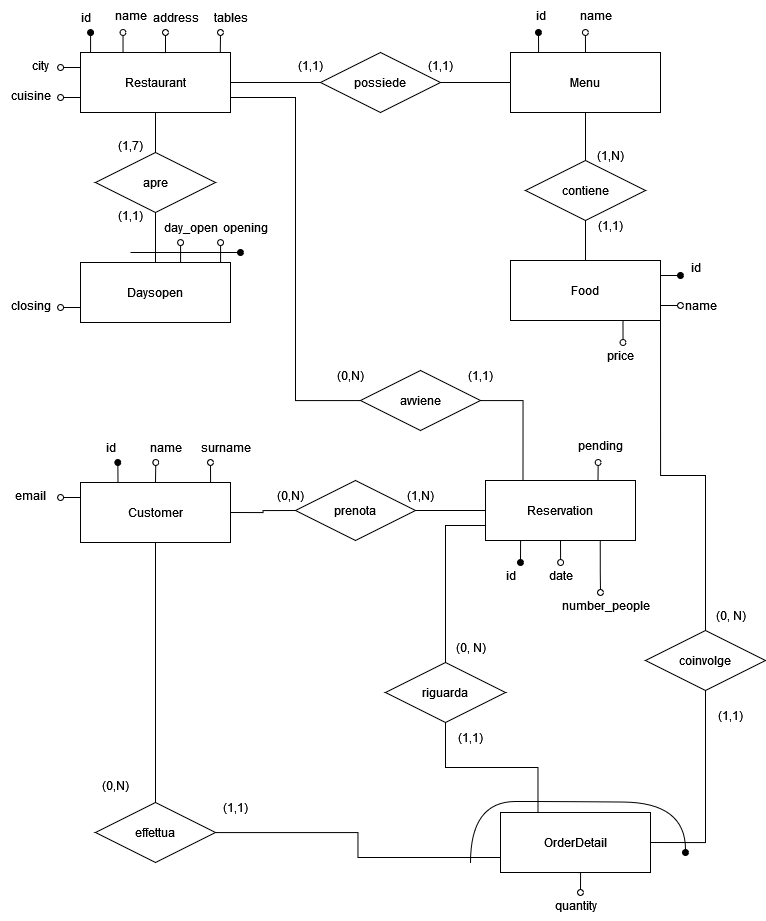 id name address tables
id name
city
Restaurant
(1,1)
possiede
(1,1)
Menu
cuisine
(1,7)
(1,N)
apre
contiene
(1,1)
(1,1)
day_open opening
Daysopen
closing
Food
id
name
price
(0,N)
(1,1)
avviene
pending
id name surname
email
Customer
(0,N)
prenota
(1,N)
Reservation
id date
number_people
(0, N)
(0, N)
riguarda
coinvolge
(1,1)
(1,1)
(0,N)
(1,1)
effettua
OrderDetail
quantity